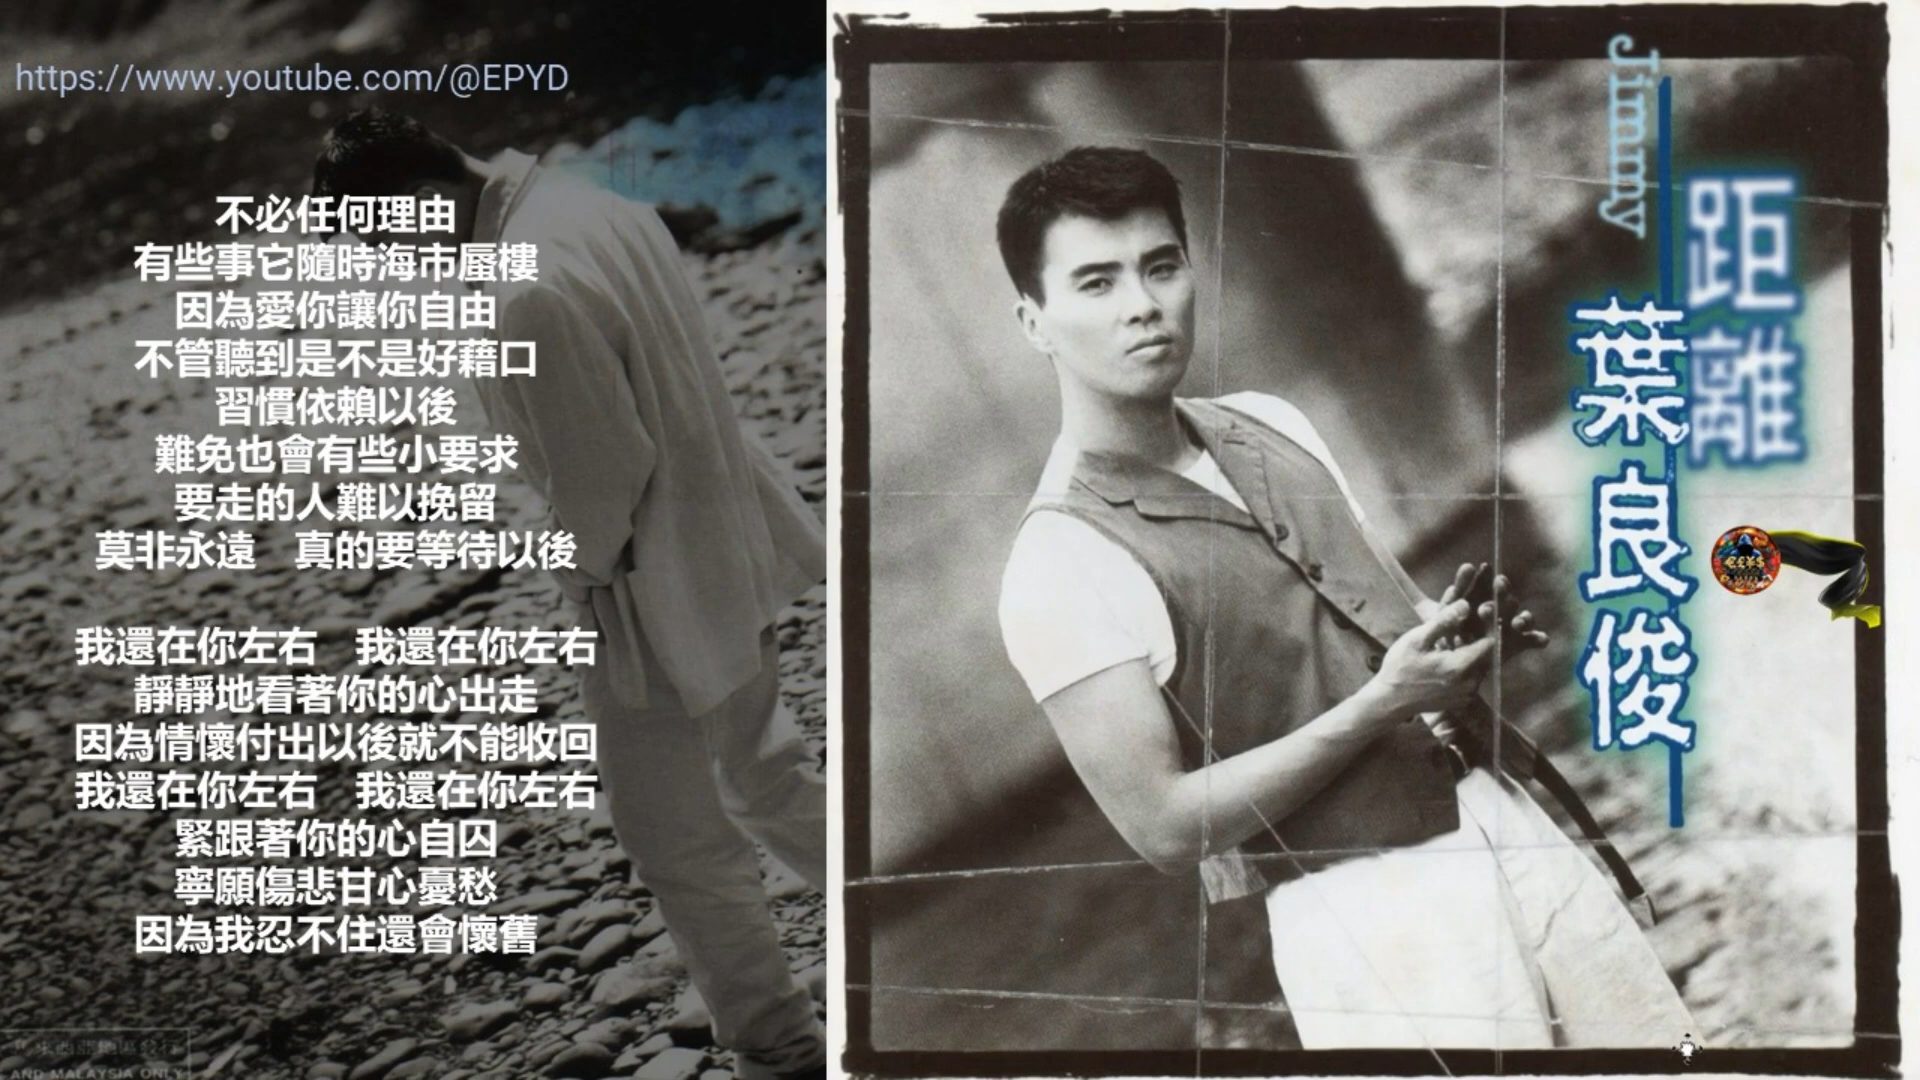 https://www.youtube.com/@EPYD
不必任何理由
有些事它隨時海市蜃樓
因為愛你讓你自由
不管聽到是不是好藉口
習慣依賴以後
難免也會有些小要求
要走的人難以挽留
莫非永遠　真的要等待以後
我還在你左右　我還在你左右
靜靜地看著你的心出走
因為情懷付出以後就不能收回
我還在你左右　我還在你左右
緊跟著你的心自囚
寧願傷悲甘心憂愁
因為我忍不住還會懷舊
AND MALAYSIA ONLY
Jimmy
距離
葉良俊